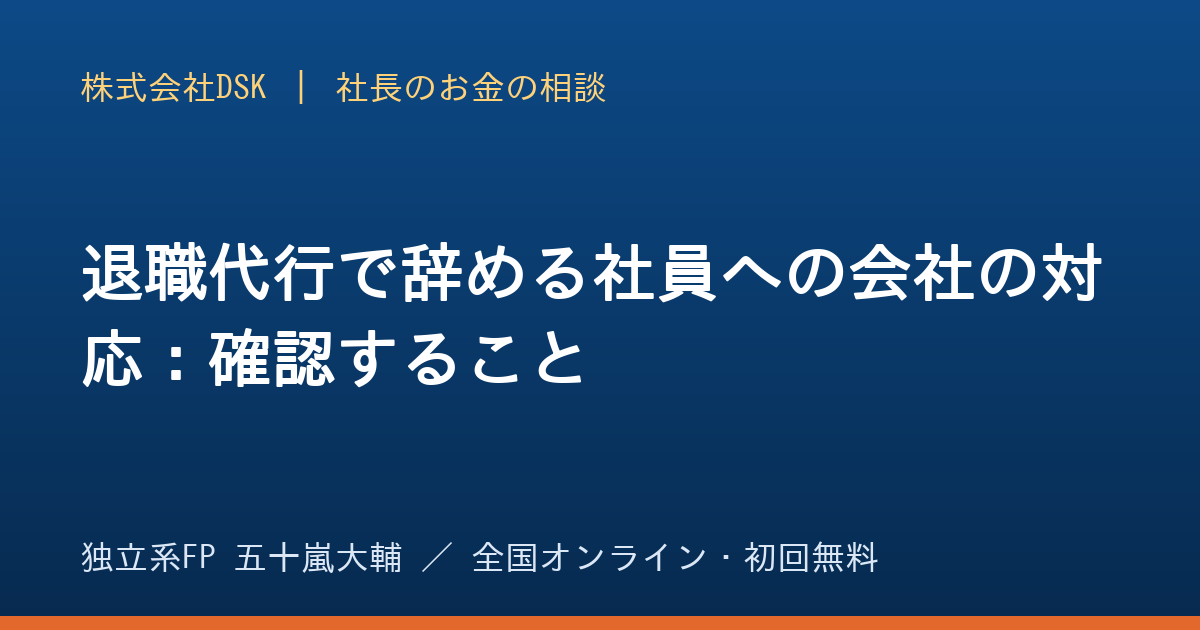 株式会社DSK ｜ 社長のお金の相談
退職代行で辞める社員への会社の対
応：確認すること
独立系FP 五十嵐大輔 ／ 全国オンライン・初回無料